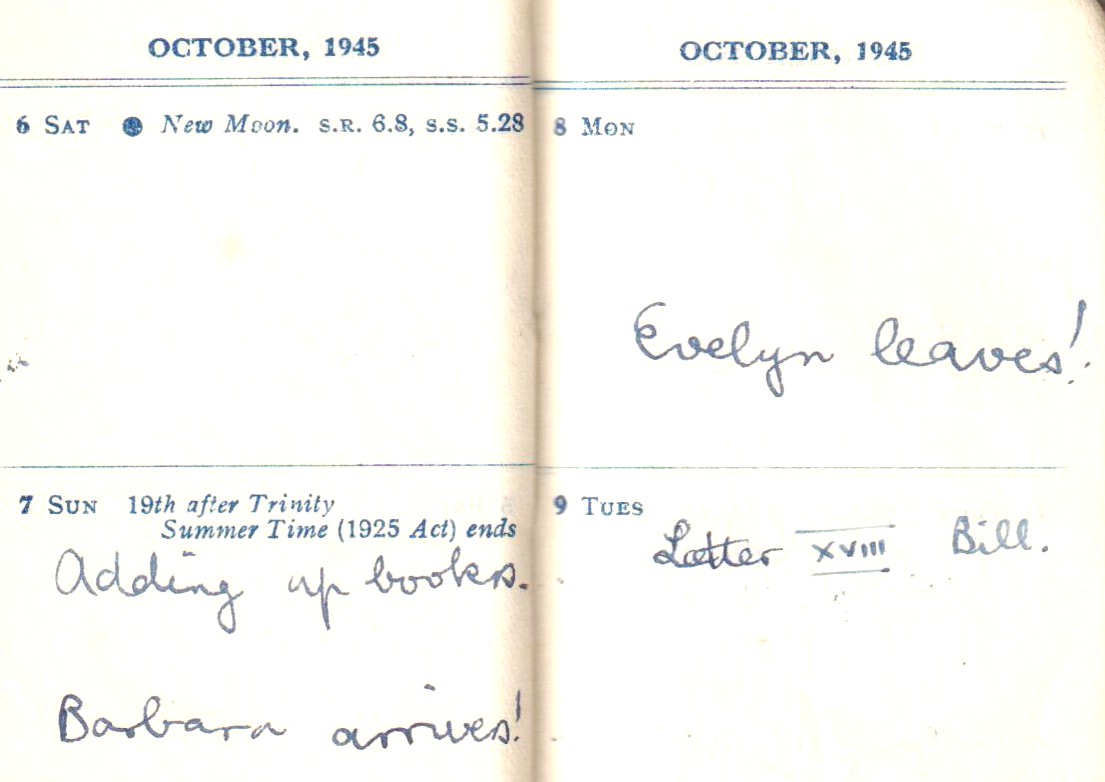 OCTOBER, 1945
6 SAT New Moon. S.R. 6.8, S.S. 5.28
7 SUN 19th after Trinity
Summer Time (1925 Act) ends
Adding up books.
Barbara arrives!
OCTOBER, 1945
8 MON
Evelyn leaves!
9 TUES
Letter XVIII Bill.